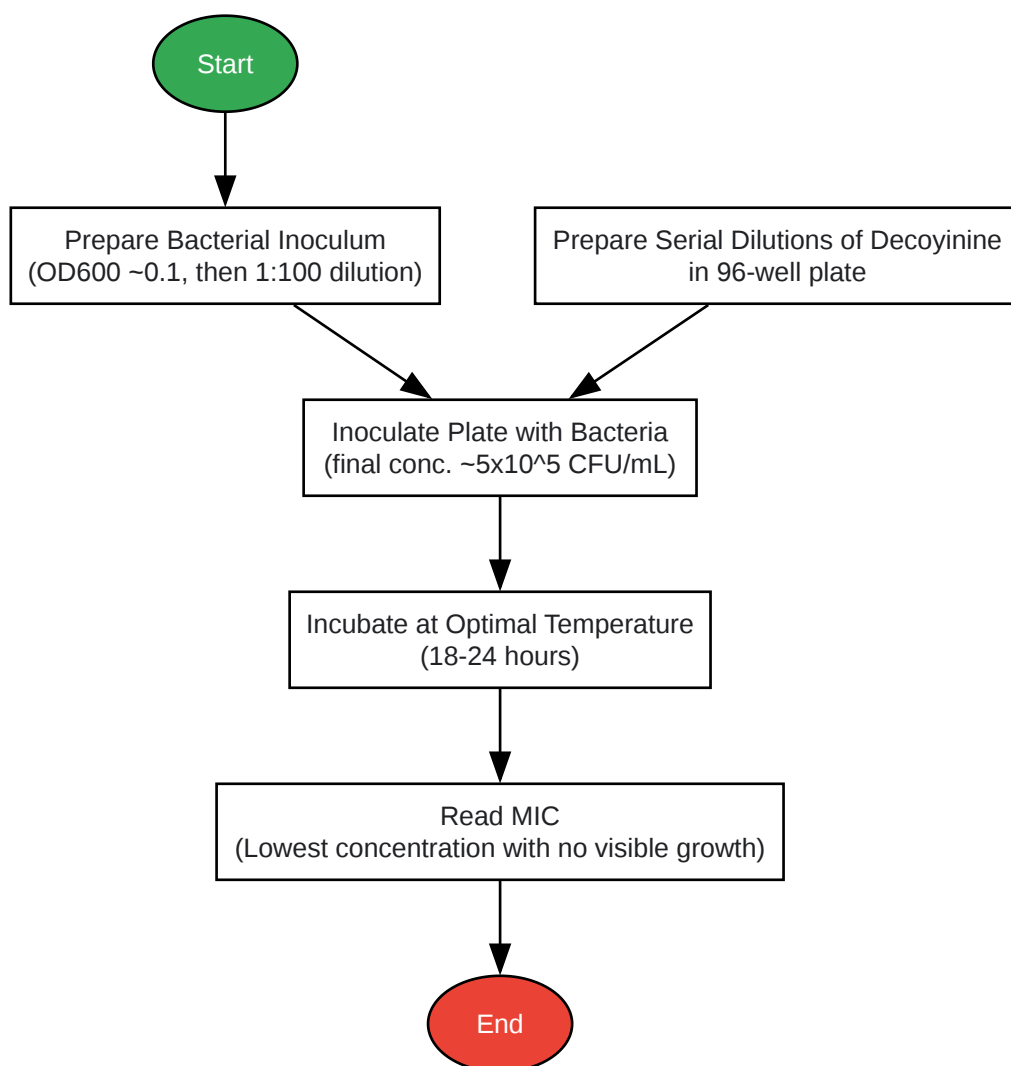 Start
Prepare Bacterial Inoculum
(OD600 ~0.1, then 1:100 dilution)
Prepare Serial Dilutions of Decoyinine
in 96-well plate
Inoculate Plate with Bacteria
(final conc. ~5x10^5 CFU/mL)
Incubate at Optimal Temperature
(18-24 hours)
Read MIC
(Lowest concentration with no visible growth)
End